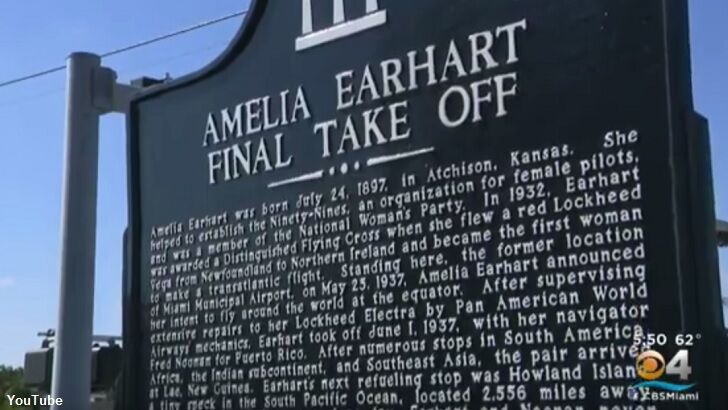 AMELIA EARHART
FINAL TAKE OFF
Amelia Earhart was born July 24, 1897, in Atchison, Kansas. She
helped to establish the Ninety-Nines, an organization for female pilots,
and was a member of the National Woman's Party. In 1932, Earhart
was awarded a Distinguished Flying Cross when she flew a red Lockheed
Vega from Newfoundland to Northern Ireland and became the first woman
to make a transatlantic flight. Standing here, the former location
of Miami Municipal Airport, on May 23, 1937, Amelia Earhart announced
her intent to fly around the world at the equator. After supervising
extensive repairs to her Lockheed Electra by Pan American World
Airways mechanics, Earhart took off June 1, 1937, with her navigator
Fred Noonan for Puerto Rico. After numerous stops in South America,
Africa, the Indian subcontinent, and Southeast Asia, the pair arrive
at Lae, New Guinea. Earhart's next refueling stop was Howland Island
a tiny speck in the South Pacific Ocean, located 2,556 miles away
Earhart and Noonan
5:50 62°
4
CBSMiami
YouTube